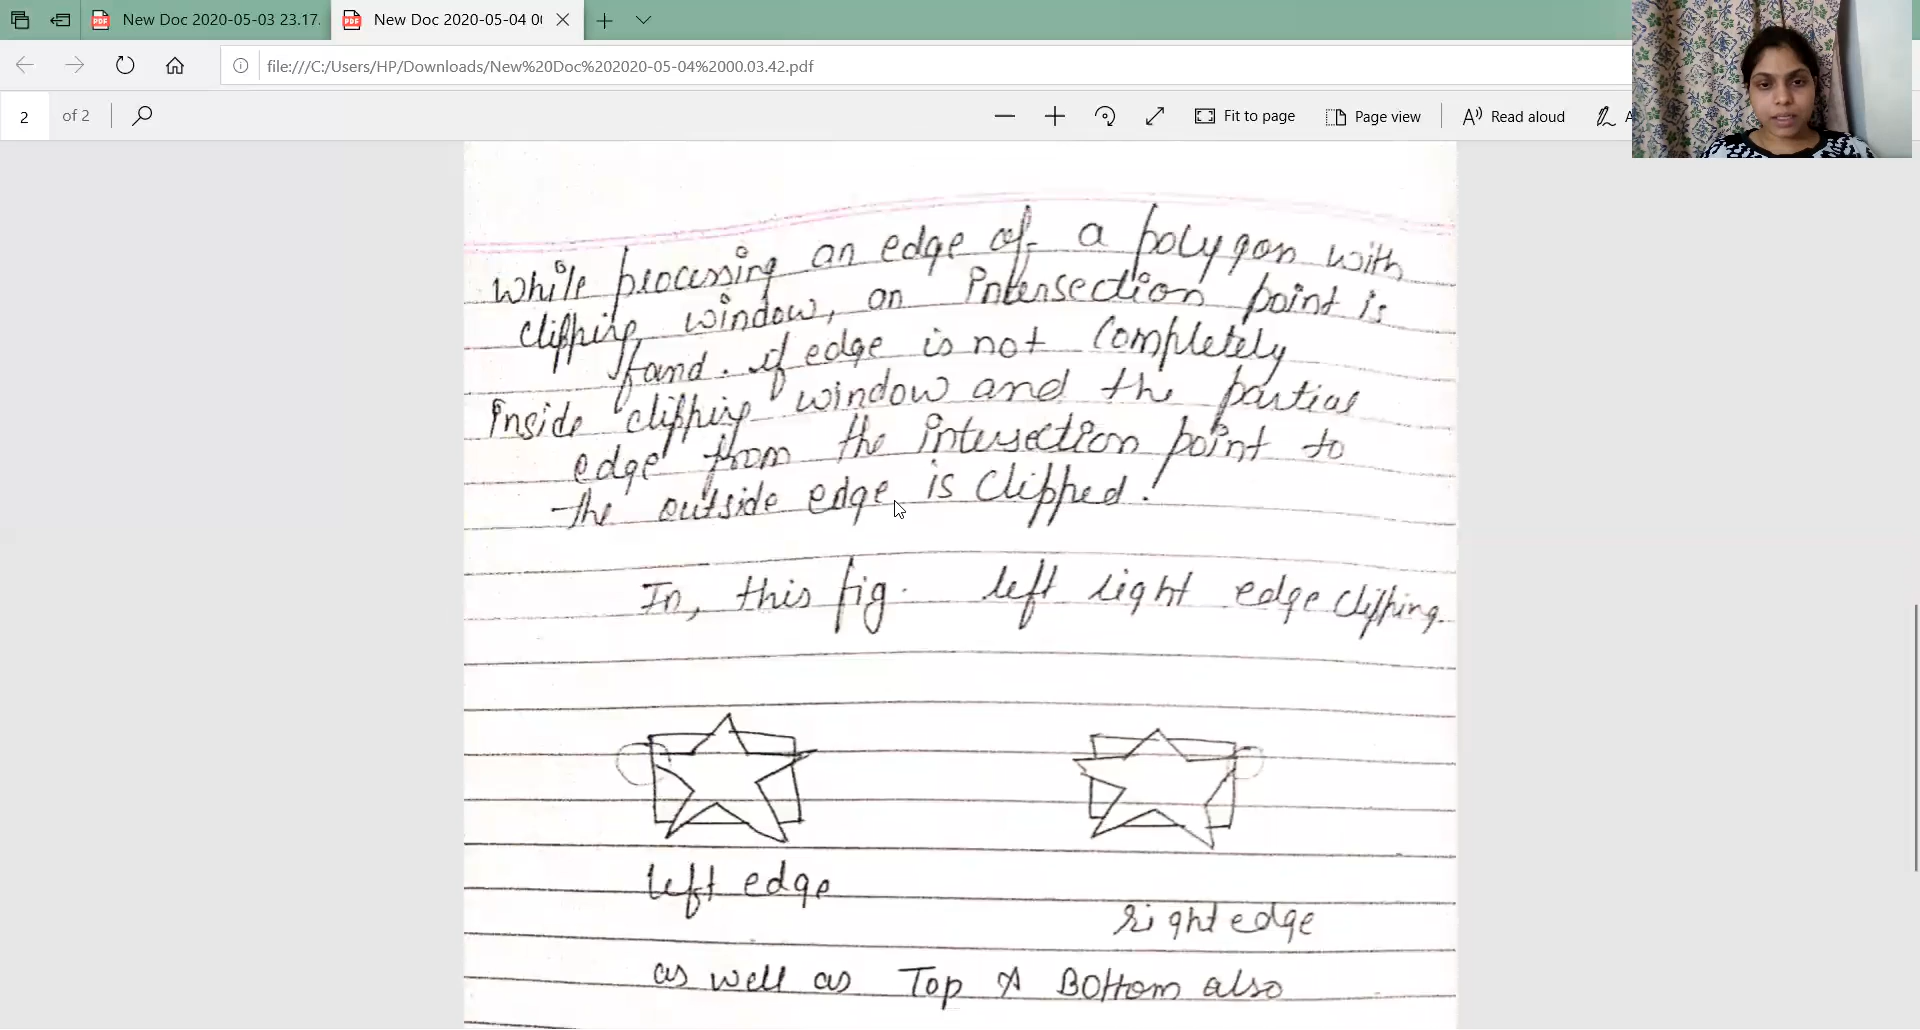 New Doc 2020-05-03 23.17.
New Doc 2020-05-04 0
file:///C:/Users/HP/Downloads/New%20Doc%202020-05-04%2000.03.42.pdf
2 of 2
Fit to page
Page view
Read aloud
while processing an edge of a polygon with
clipping window, an Intersection point is
fand. if edge is not Completely
Inside clipping window and the partial
edge from the intersection point to
the outside edge is Clipped.
In, this fig. left right edge clipping.
left edge
right edge
as well as Top & Bottom also